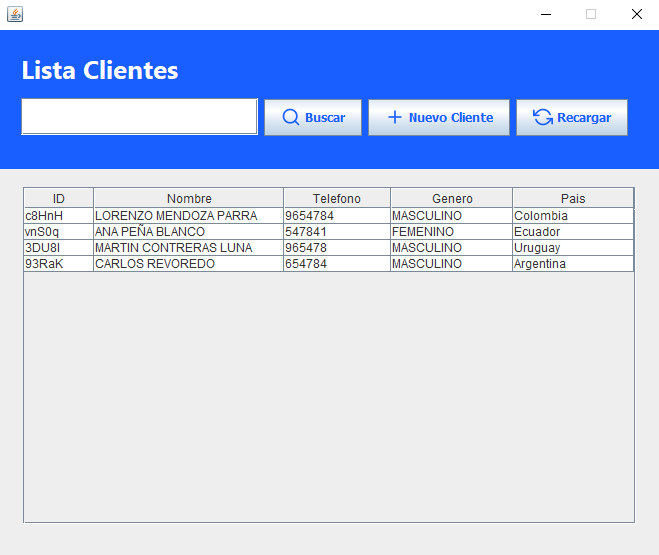 Lista Clientes
Buscar Nuevo Cliente Recargar
ID Nombre Telefono Genero Pais
c8HnH LORENZO MENDOZA PARRA 9654784 MASCULINO Colombia
vnS0q ANA PEÑA BLANCO 547841 FEMENINO Ecuador
3DU8l MARTIN CONTRERAS LUNA 965478 MASCULINO Uruguay
93RaK CARLOS REVOREDO 654784 MASCULINO Argentina